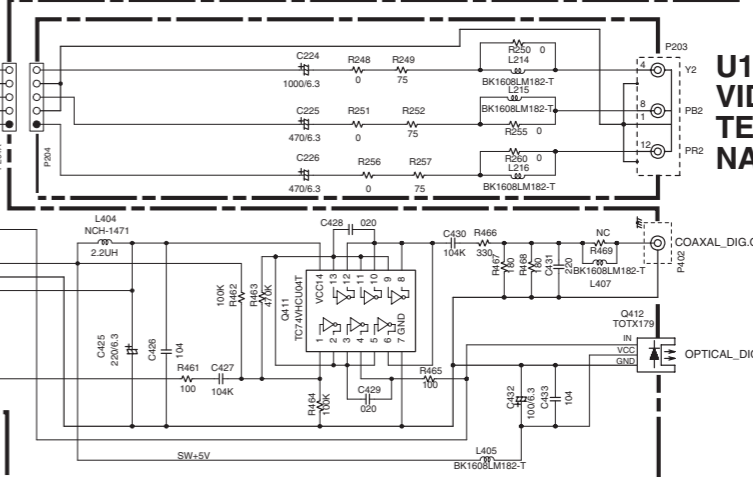 C224
1000/6.3
R248
0
R249
75
R250 0
L214
BK1608LM182-T
P203
4
Y2
U1
C225
470/6.3
R251
0
R252
75
L215
BK1608LM182-T
R255 0
8
1
PB2
VID
TE
P204
C226
470/6.3
R256
0
R257
75
R260 0
L216
BK1608LM182-T
12
PR2
NA
L404
NCH-1471
2.2UH
C428 020
C430
104K
R466
330
R467
180
R468
180
C431
220
NC
R469
BK1608LM182-T
L407
P402
COAXAL_DIG.O
100K
R462
R463
470K
Q411
TC74VHCU04T
VCC14 13 12 11 10 9 8
1 2 3 4 5 6 7 GND
C425
220/6.3
C426
104
R461
100
C427
104K
R464
100K
C429
020
R465
100
Q412
TOTX179
IN
VCC
GND
OPTICAL_DIG
C432
100/6.3
C433
104
SW+5V
L405
BK1608LM182-T